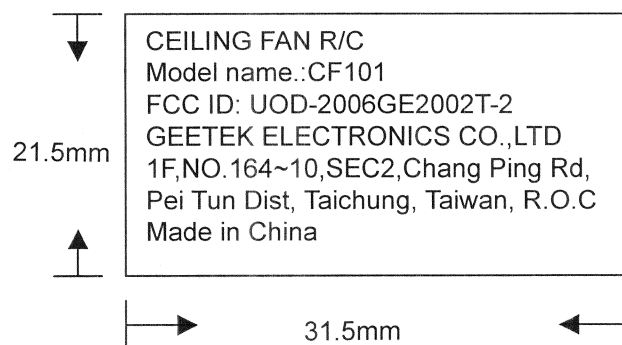 CEILING FAN R/C
Model name.:CF101
FCC ID: UOD-2006GE2002T-2
GEETEK ELECTRONICS CO.,LTD
1F,NO.164~10,SEC2,Chang Ping Rd,
Pei Tun Dist, Taichung, Taiwan, R.O.C
Made in China
21.5mm
31.5mm